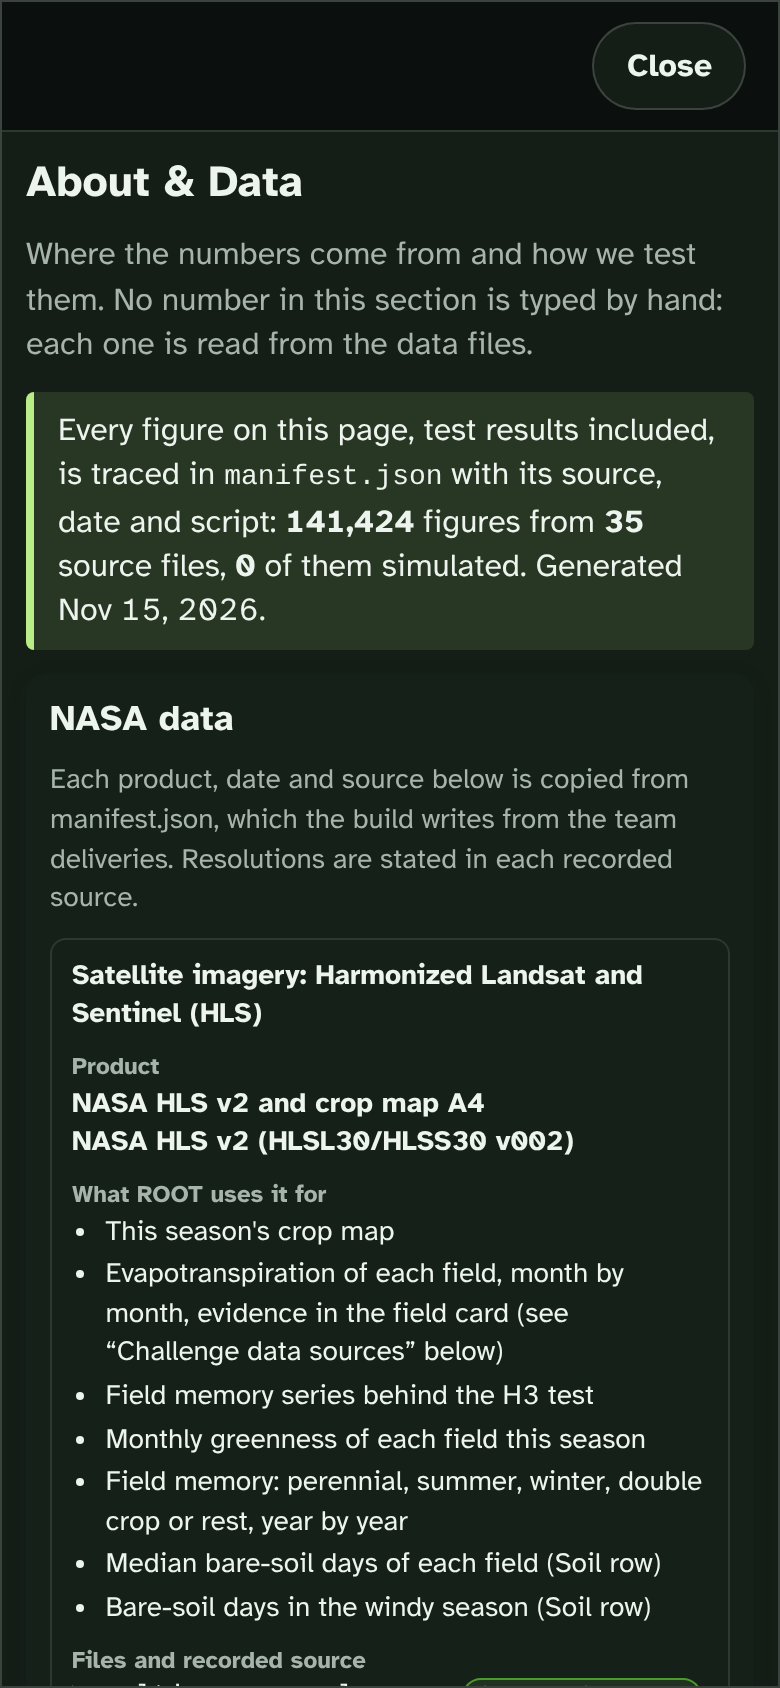 Close
About & Data
Where the numbers come from and how we test
them. No number in this section is typed by hand:
each one is read from the data files.
Every figure on this page, test results included,
is traced in manifest.json with its source,
date and script: 141,424 figures from 35
source files, 0 of them simulated. Generated
Nov 15, 2026.
NASA data
Each product, date and source below is copied from
manifest.json, which the build writes from the team
deliveries. Resolutions are stated in each recorded
source.
Satellite imagery: Harmonized Landsat and
Sentinel (HLS)
Product
NASA HLS v2 and crop map A4
NASA HLS v2 (HLSL30/HLSS30 v002)
What ROOT uses it for
• This season's crop map
• Evapotranspiration of each field, month by
month, evidence in the field card (see
“Challenge data sources” below)
• Field memory series behind the H3 test
• Monthly greenness of each field this season
• Field memory: perennial, summer, winter, double
crop or rest, year by year
• Median bare-soil days of each field (Soil row)
• Bare-soil days in the windy season (Soil row)
Files and recorded source